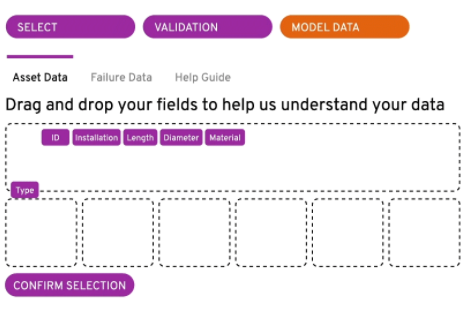 SELECT VALIDATION MODEL DATA
Asset Data Failure Data Help Guide
Drag and drop your fields to help us understand your data
ID Installation Length Diameter Material
Type
CONFIRM SELECTION